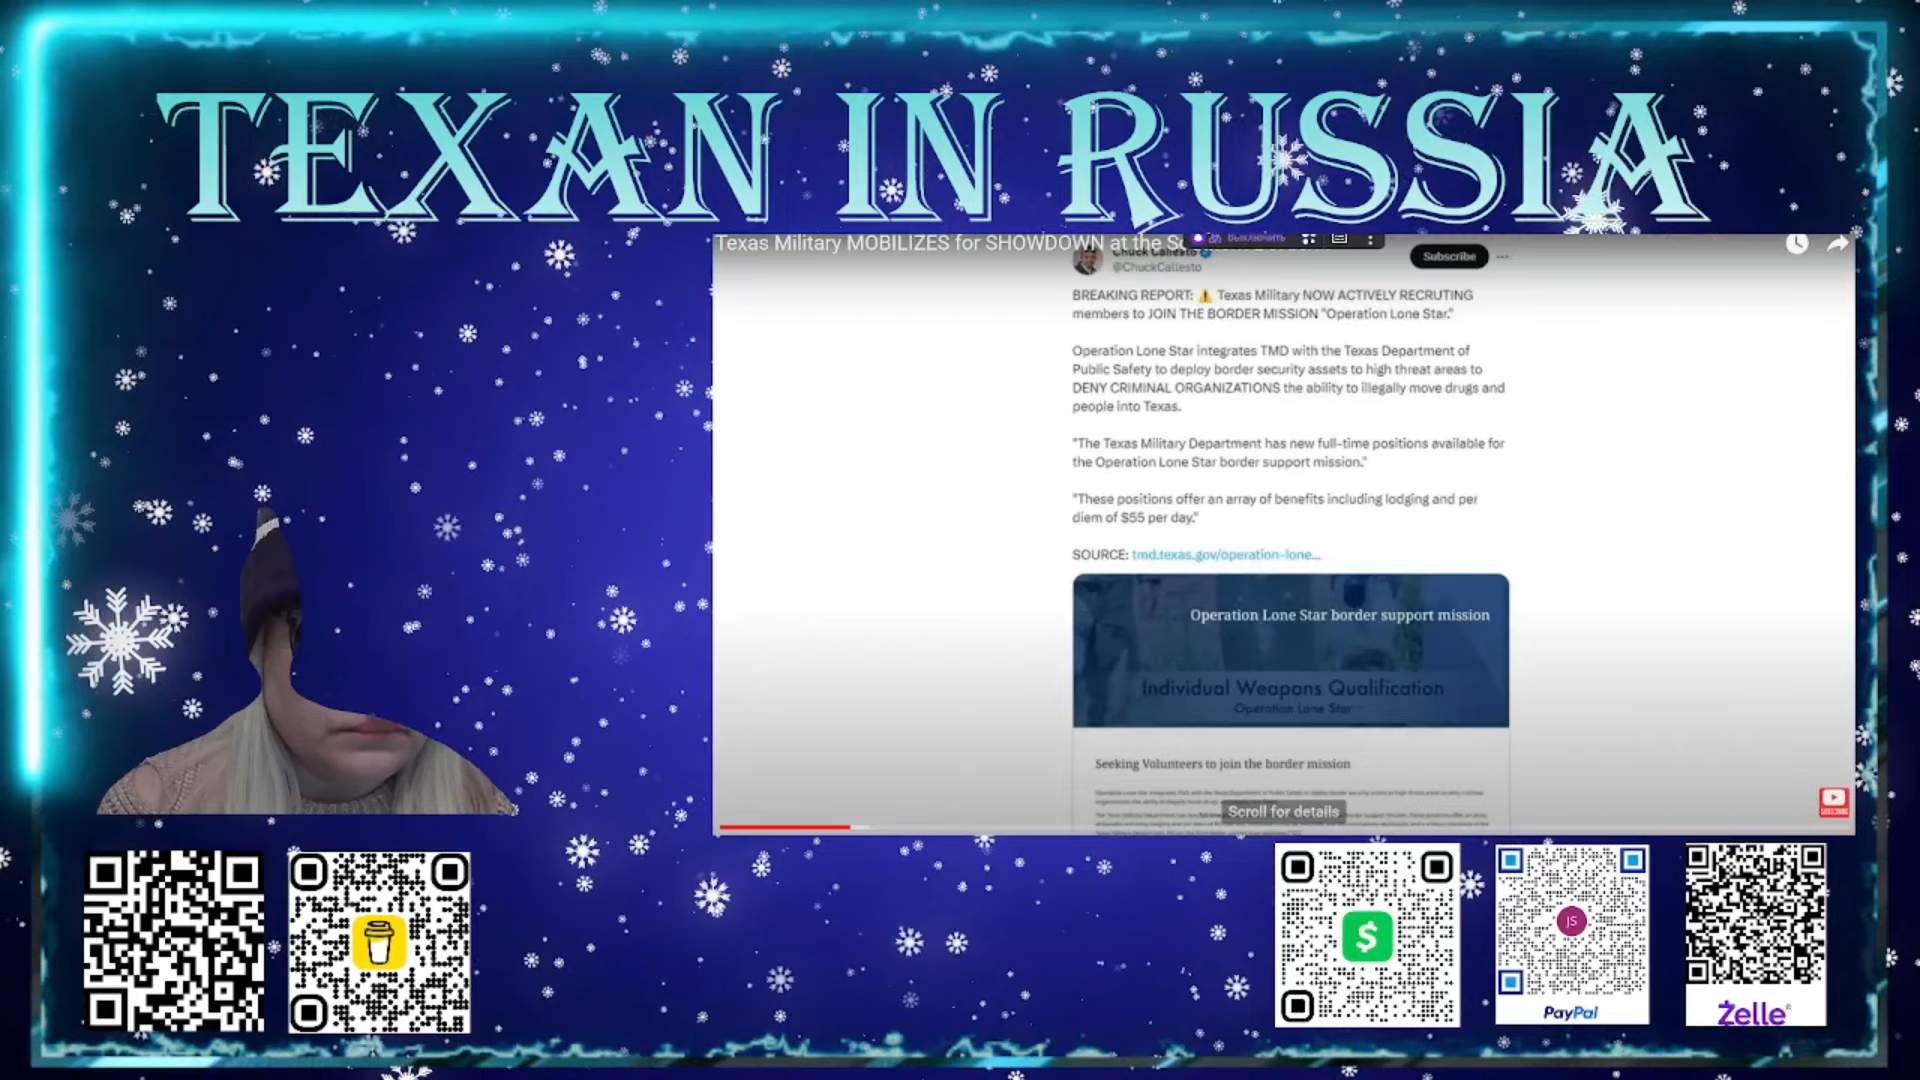 TEXAN IN RUSSIA
Texas Military MOBILIZES for SHOWDOWN at the
Chuck Callesto
@ChuckCallesto
Subscribe
BREAKING REPORT: ⚠️ Texas Military NOW ACTIVELY RECRUTING
members to JOIN THE BORDER MISSION "Operation Lone Star."
Operation Lone Star integrates TMD with the Texas Department of
Public Safety to deploy border security assets to high threat areas to
DENY CRIMINAL ORGANIZATIONS the ability to illegally move drugs and
people into Texas.
"The Texas Military Department has new full-time positions available for
the Operation Lone Star border support mission."
"These positions offer an array of benefits including lodging and per
diem of $55 per day."
SOURCE: tmd.texas.gov/operation-lone...
Operation Lone Star border support mission
Individual Weapons Qualification
Operation Lone Star
Seeking Volunteers to join the border mission
Scroll for details
SUBSCRIBE
$
JS
PayPal
Zelle